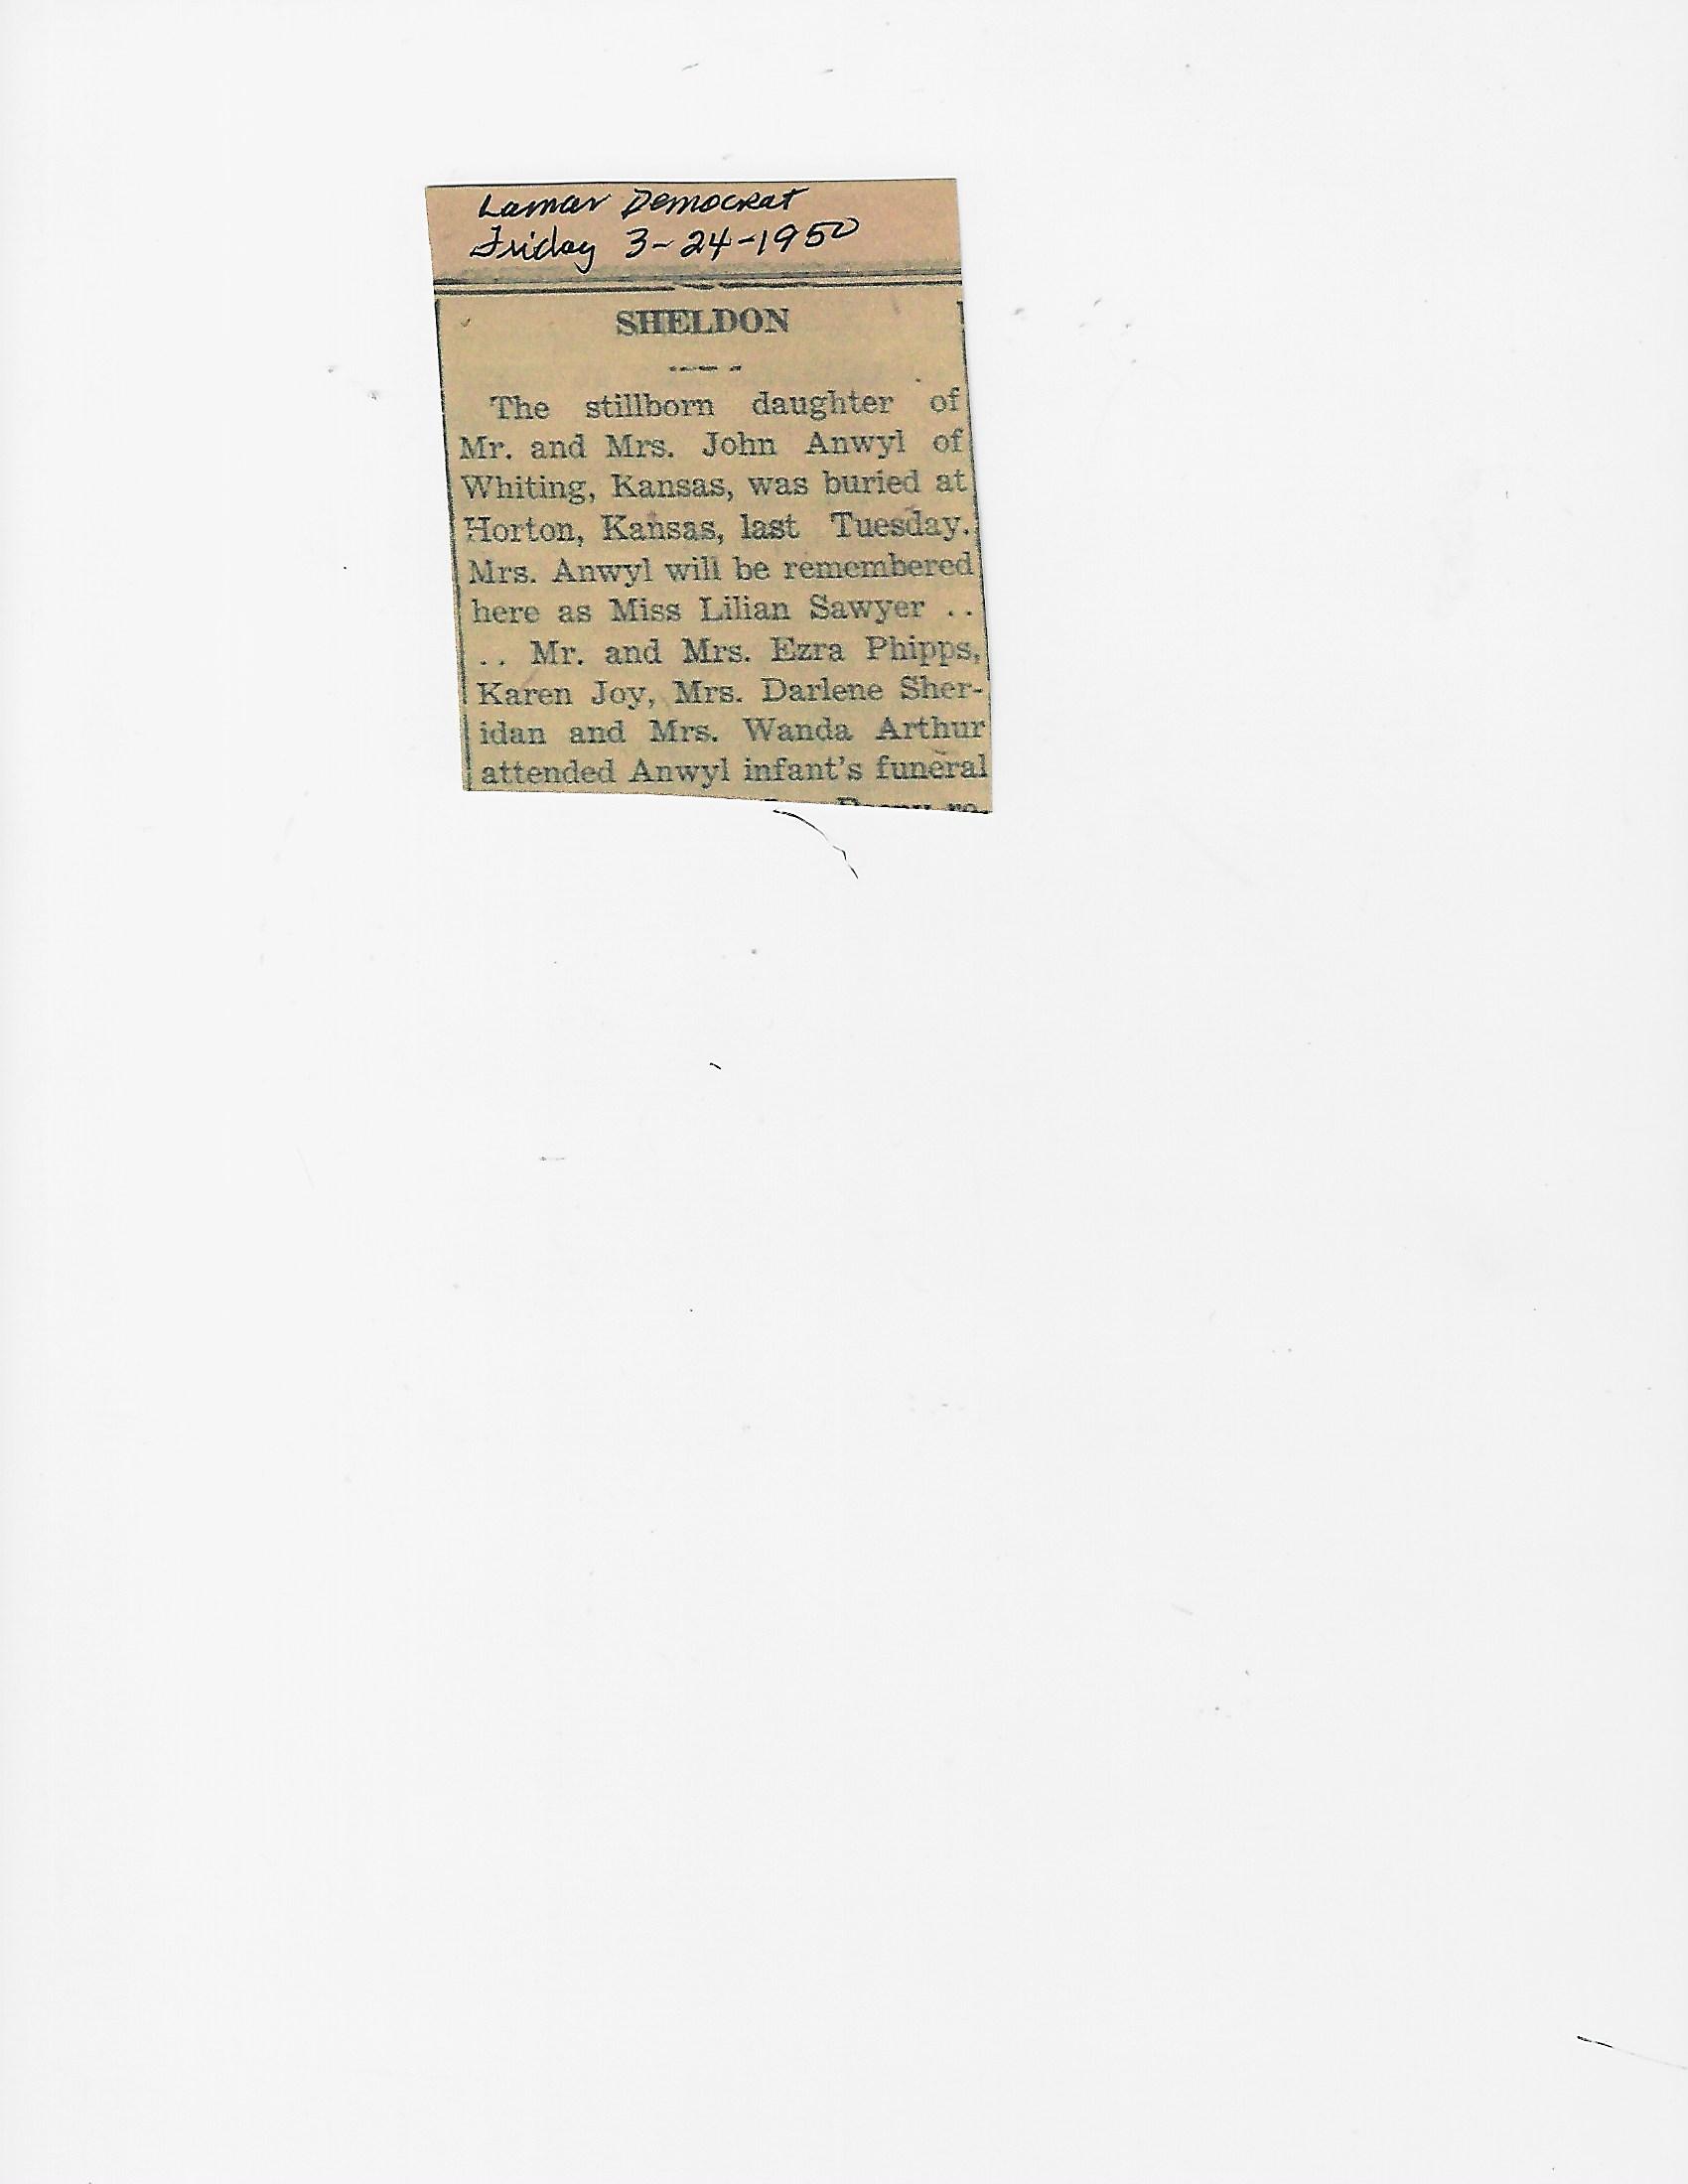 Lamar Democrat
Friday 3-24-1950
SHELDON
The stillborn daughter of
Mr. and Mrs. John Anwyl of
Whiting, Kansas, was buried at
Horton, Kansas, last Tuesday.
Mrs. Anwyl will be remembered
here as Miss Lilian Sawyer ..
.. Mr. and Mrs. Ezra Phipps,
Karen Joy, Mrs. Darlene Sher-
idan and Mrs. Wanda Arthur
attended Anwyl infant's funeral